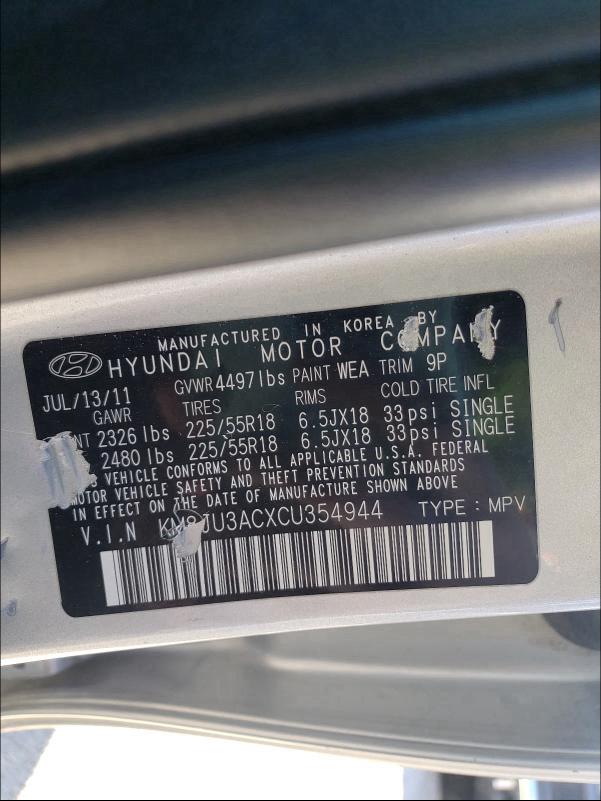 MANUFACTURED IN KOREA BY
HYUNDAI MOTOR COMPANY
JUL/13/11 GVWR 4497lbs PAINT WEA TRIM 9P
GAWR TIRES RIMS COLD TIRE INFL
2326 lbs 225/55R18 6.5JX18 33psi SINGLE
2480 lbs 225/55R18 6.5JX18 33psi SINGLE
VEHICLE CONFORMS TO ALL APPLICABLE U.S.A. FEDERAL
MOTOR VEHICLE SAFETY AND THEFT PREVENTION STANDARDS
IN EFFECT ON THE DATE OF MANUFACTURE SHOWN ABOVE
V.I.N KM8JU3ACXCU354944 TYPE : MPV